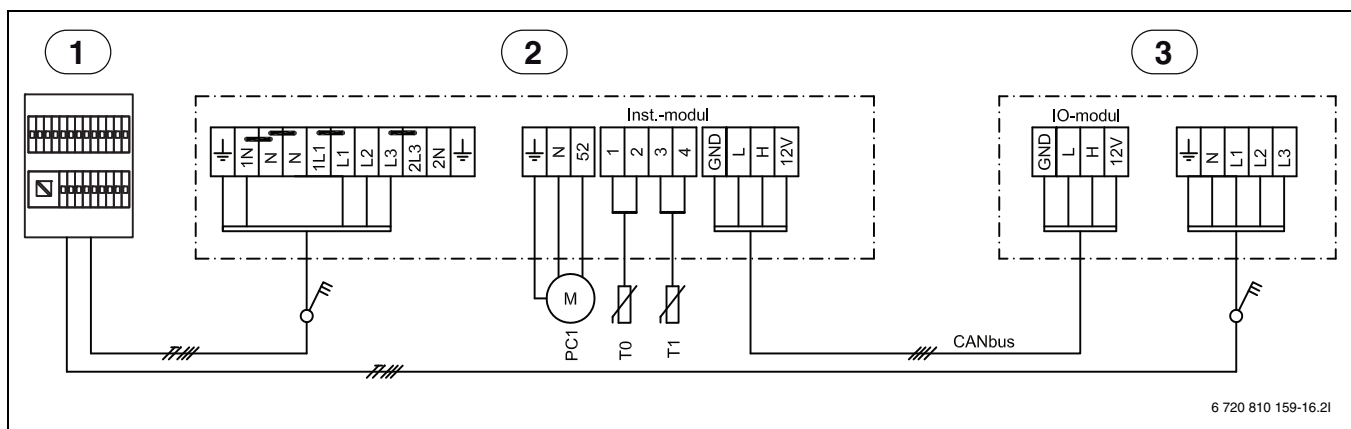 1
2
3
Inst.-modul
IO-modul
1N N N 1L1 L1 L2 L3 2L3 2N
N 52
1 2 3 4
GND L H 12V
GND L H 12V
N L1 L2 L3
M
PC1
T0
T1
CANbus
6 720 810 159-16.2I